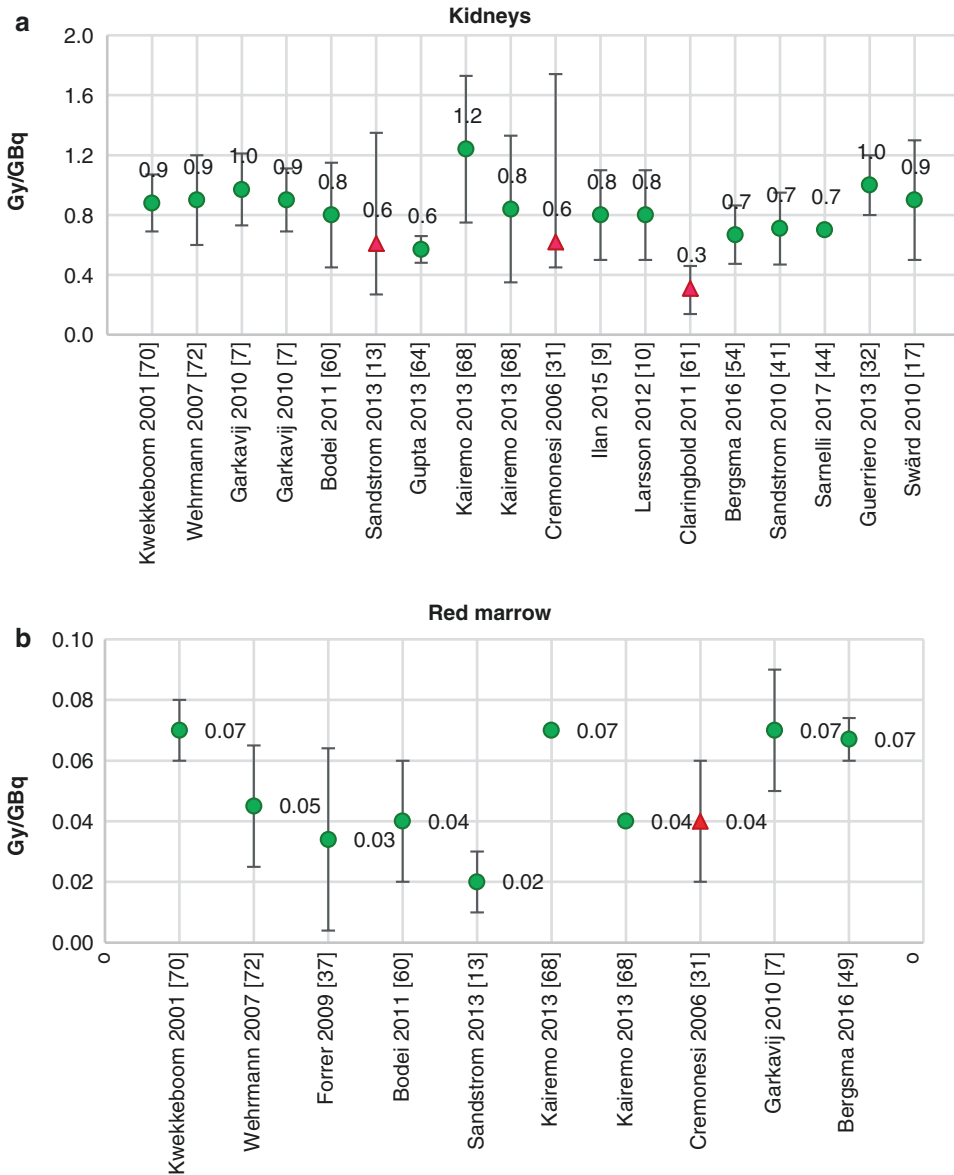 a
Kidneys
2.0
1.6
1.2
0.8
0.4
0.0
Gy/GBq
0.9
0.9
1.0
0.9
0.8
0.6
0.6
1.2
0.8
0.6
0.8
0.8
0.3
0.7
0.7
0.7
1.0
0.9
Kwekkeboom 2001 [70]
Wehrmann 2007 [72]
Garkavij 2010 [7]
Garkavij 2010 [7]
Bodei 2011 [60]
Sandstrom 2013 [13]
Gupta 2013 [64]
Kairemo 2013 [68]
Kairemo 2013 [68]
Cremonesi 2006 [31]
Ilan 2015 [9]
Larsson 2012 [10]
Claringbold 2011 [61]
Bergsma 2016 [54]
Sandstrom 2010 [41]
Sarnelli 2017 [44]
Guerriero 2013 [32]
Swärd 2010 [17]
b
Red marrow
0.10
0.08
0.06
0.04
0.02
0.00
Gy/GBq
0.07
0.05
0.03
0.04
0.02
0.07
0.04
0.04
0.07
0.07
o
Kwekkeboom 2001 [70]
Wehrmann 2007 [72]
Forrer 2009 [37]
Bodei 2011 [60]
Sandstrom 2013 [13]
Kairemo 2013 [68]
Kairemo 2013 [68]
Cremonesi 2006 [31]
Garkavij 2010 [7]
Bergsma 2016 [49]
o